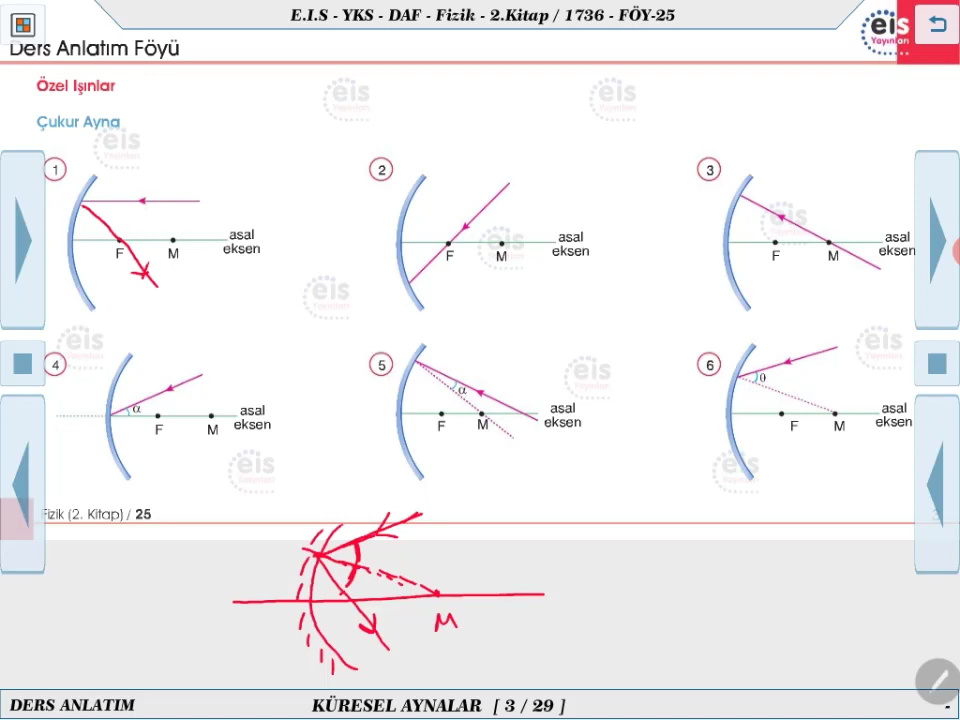 E.I.S - YKS - DAF - Fizik - 2.Kitap / 1736 - FÖY-25
eis
Yayınları
Ders Anlatım Föyü
Özel Işınlar
Çukur Ayna
1
F
M
asal
eksen
2
F
M
asal
eksen
3
F
M
asal
eksen
4
α
F
M
asal
eksen
5
α
F
M
asal
eksen
6
θ
F
M
asal
eksen
Fizik (2. Kitap) / 25
M
DERS ANLATIM
KÜRESEL AYNALAR [ 3 / 29 ]
-